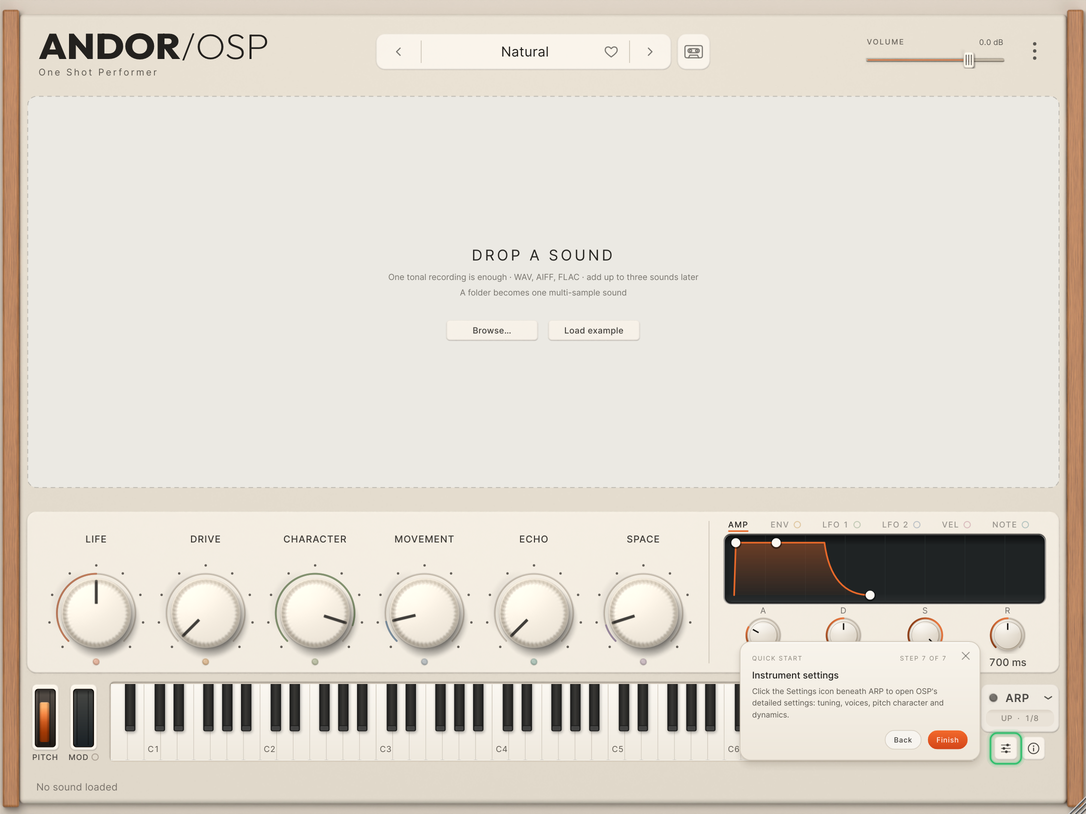 ANDOR/OSP
One Shot Performer
Natural
VOLUME 0.0 dB
DROP A SOUND
One tonal recording is enough · WAV, AIFF, FLAC · add up to three sounds later
A folder becomes one multi-sample sound
Browse... Load example
LIFE DRIVE CHARACTER MOVEMENT ECHO SPACE
AMP ENV LFO 1 LFO 2 VEL NOTE
A D S R
700 ms
QUICK START STEP 7 OF 7
Instrument settings
Click the Settings icon beneath ARP to open OSP's
detailed settings: tuning, voices, pitch character and
dynamics.
Back Finish
ARP
UP · 1/8
C1 C2 C3 C4 C5 C6
PITCH MOD
No sound loaded